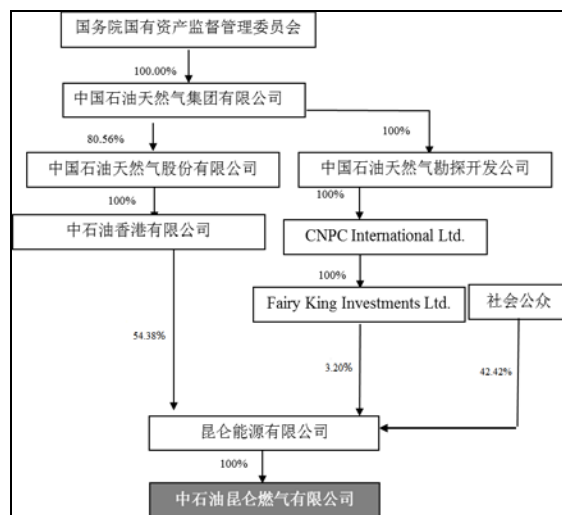 国务院国有资产监督管理委员会
100.00%
中国石油天然气集团有限公司
80.56%
100%
中国石油天然气股份有限公司
中国石油天然气勘探开发公司
100%
100%
中石油香港有限公司
CNPC International Ltd.
100%
Fairy King Investments Ltd.
社会公众
54.38%
3.20%
42.42%
昆仑能源有限公司
100%
中石油昆仑燃气有限公司